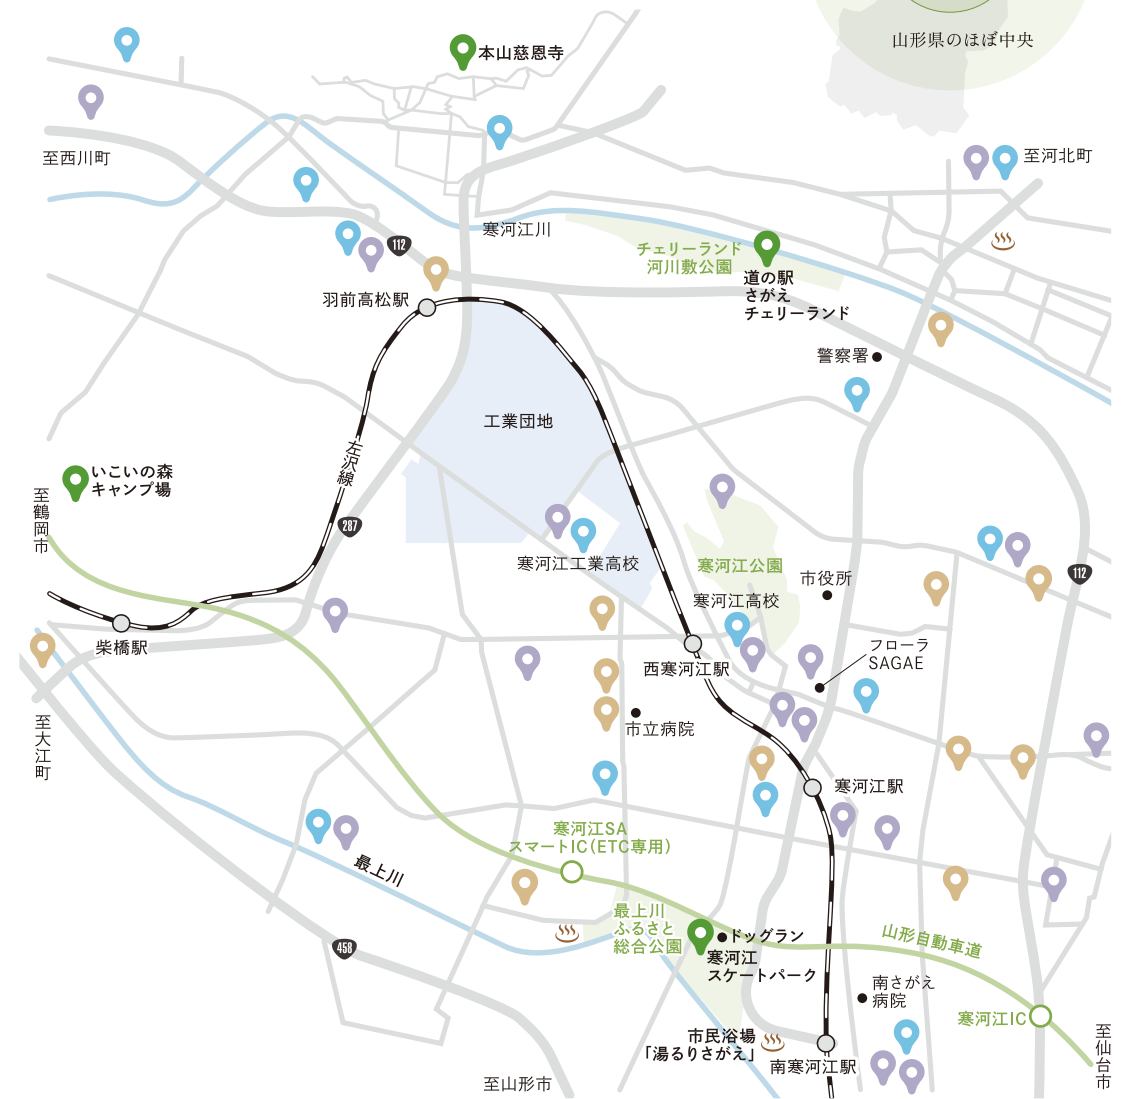 山形県のほぼ中央
本山慈恩寺
至西川町
至河北町
寒河江川
112
チェリーランド
河川敷公園
道の駅
さがえ
チェリーランド
羽前高松駅
警察署
工業団地
左沢線
いこいの森
キャンプ場
至鶴岡市
287
寒河江工業高校
寒河江公園
市役所
112
寒河江高校
柴橋駅
フローラ
SAGAE
西寒河江駅
至大江町
市立病院
寒河江駅
寒河江SA
スマートIC(ETC専用)
最上川
最上川
ふるさと
総合公園
ドッグラン
寒河江
スケートパーク
山形自動車道
458
南さがえ
病院
寒河江IC
至仙台市
市民浴場
「湯るりさがえ」
南寒河江駅
至山形市